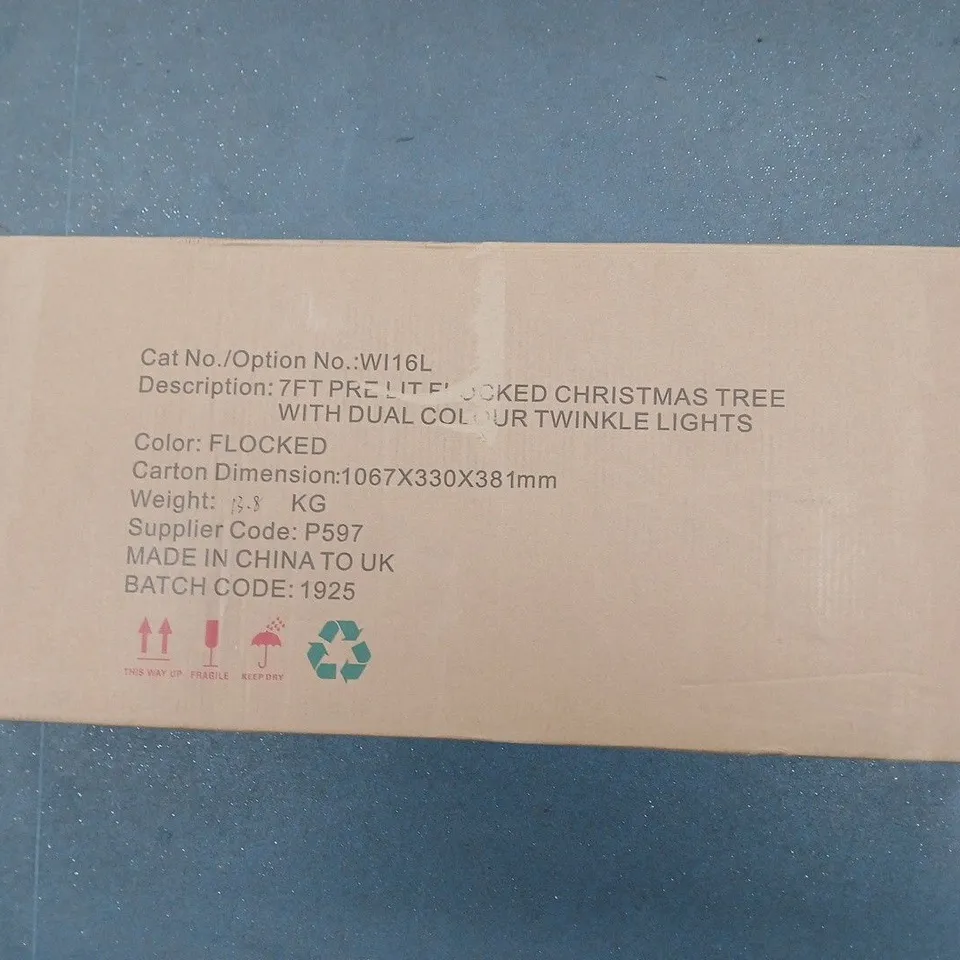 Cat No./Option No.:WI16L
Description: 7FT PRE LIT FLOCKED CHRISTMAS TREE
WITH DUAL COLOUR TWINKLE LIGHTS
Color: FLOCKED
Carton Dimension:1067X330X381mm
Weight: 13.8 KG
Supplier Code: P597
MADE IN CHINA TO UK
BATCH CODE: 1925
THIS WAY UP FRAGILE KEEP DRY